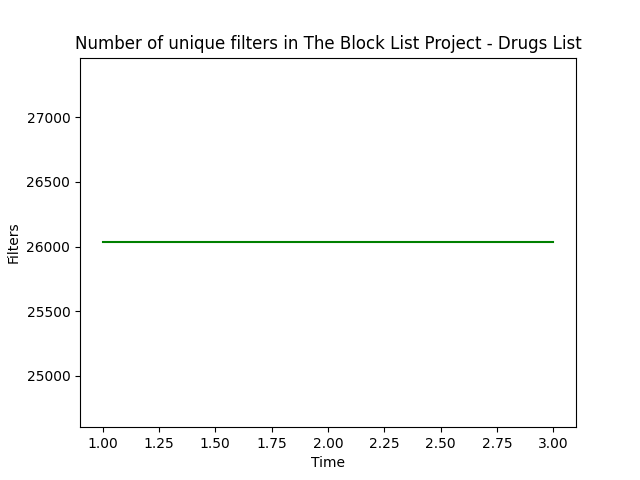 Number of unique filters in The Block List Project - Drugs List
27000
26500
26000
25500
25000
Filters
1.00 1.25 1.50 1.75 2.00 2.25 2.50 2.75 3.00
Time